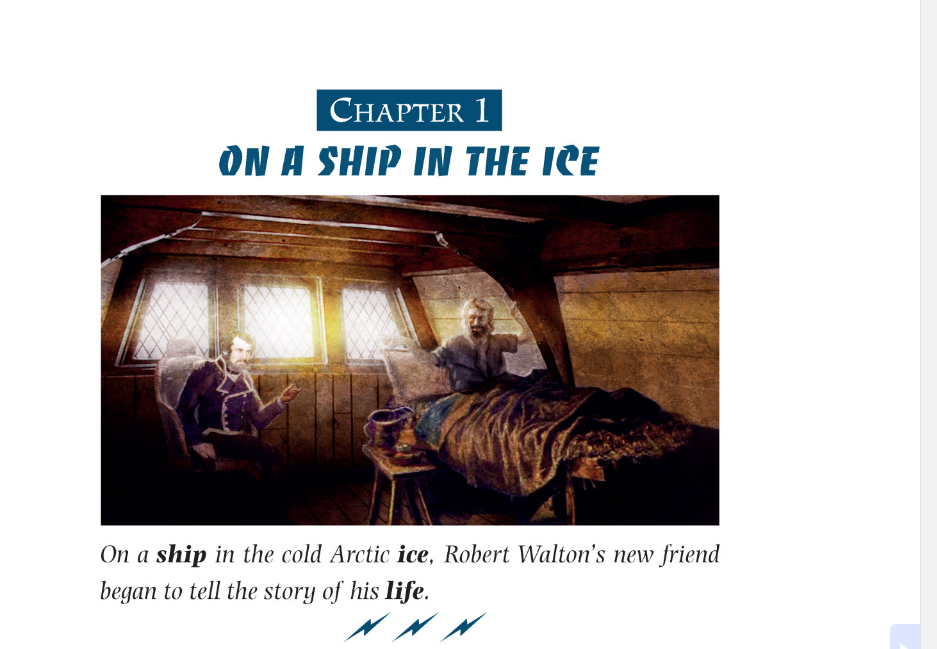 CHAPTER 1
ON A SHIP IN THE ICE
On a ship in the cold Arctic ice, Robert Walton’s new friend
began to tell the story of his life.